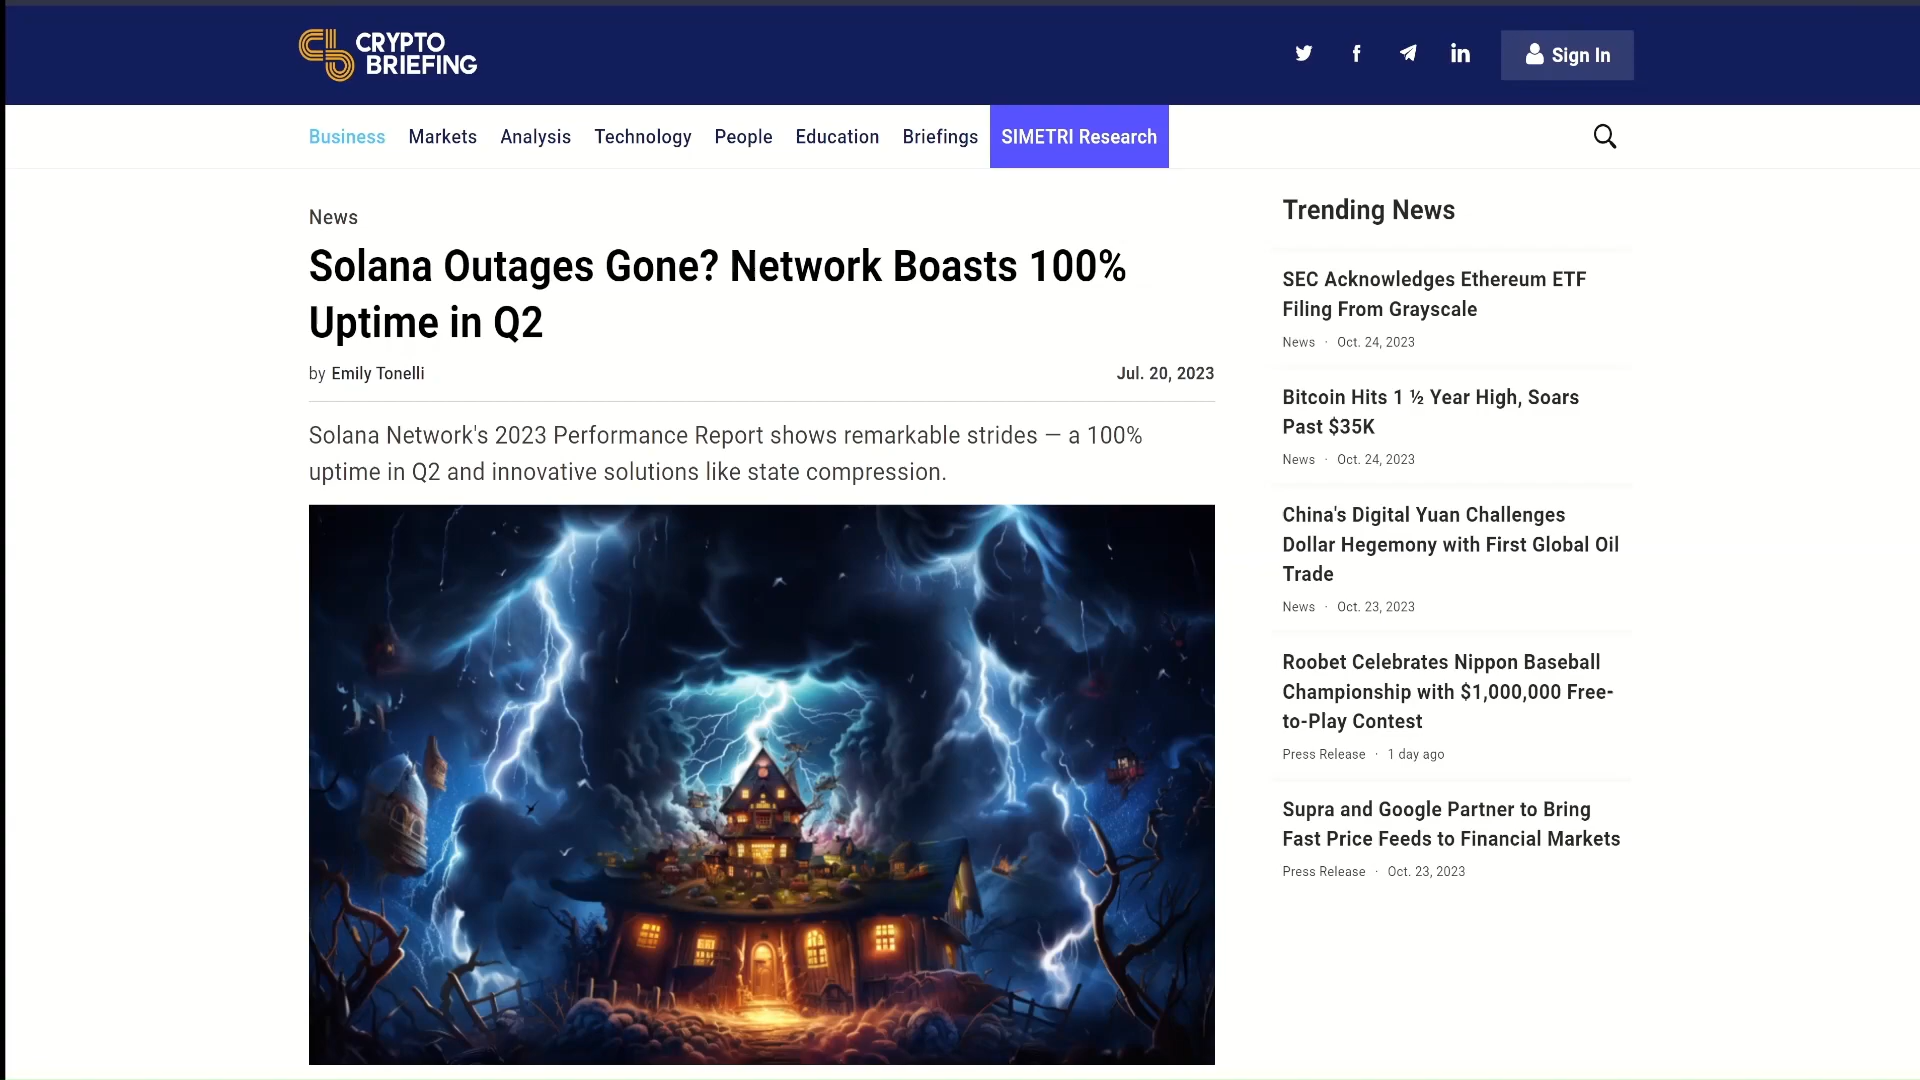 CRYPTO
BRIEFING
Sign In
Business Markets Analysis Technology People Education Briefings SIMETRI Research
News
Solana Outages Gone? Network Boasts 100%
Uptime in Q2
by Emily Tonelli Jul. 20, 2023
Solana Network's 2023 Performance Report shows remarkable strides — a 100%
uptime in Q2 and innovative solutions like state compression.
Trending News
SEC Acknowledges Ethereum ETF
Filing From Grayscale
News · Oct. 24, 2023
Bitcoin Hits 1 ½ Year High, Soars
Past $35K
News · Oct. 24, 2023
China's Digital Yuan Challenges
Dollar Hegemony with First Global Oil
Trade
News · Oct. 23, 2023
Roobet Celebrates Nippon Baseball
Championship with $1,000,000 Free-
to-Play Contest
Press Release · 1 day ago
Supra and Google Partner to Bring
Fast Price Feeds to Financial Markets
Press Release · Oct. 23, 2023